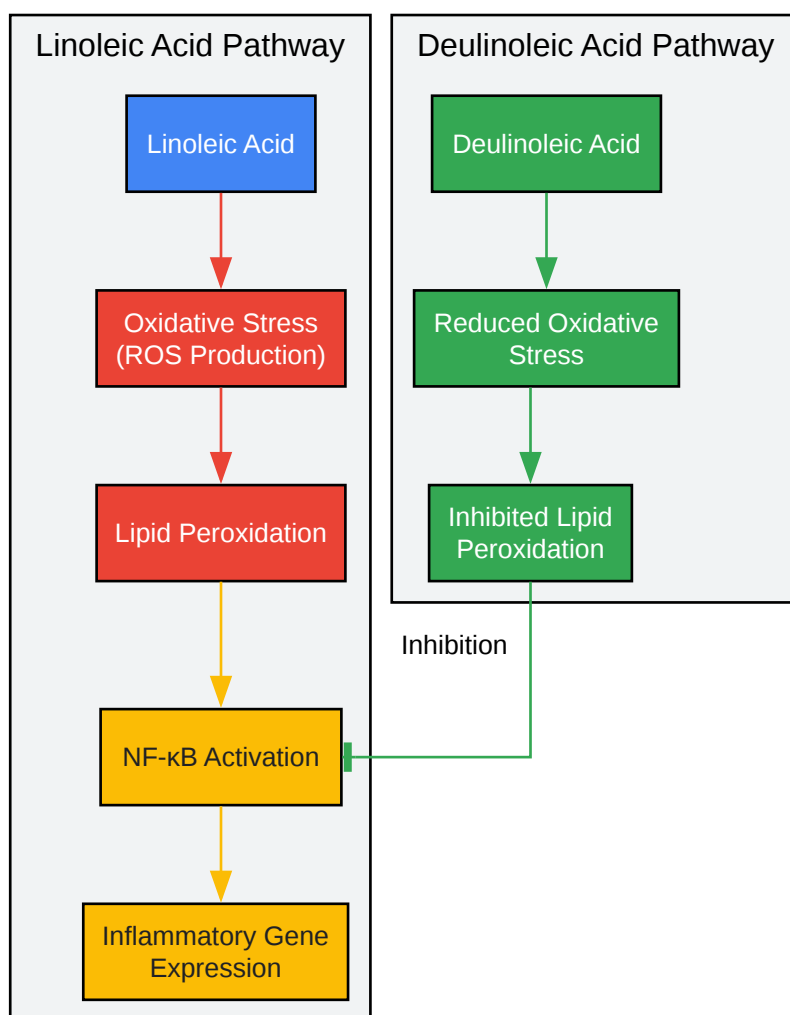 Linoleic Acid Pathway
Linoleic Acid
Oxidative Stress
(ROS Production)
Lipid Peroxidation
NF-κB Activation
Inflammatory Gene
Expression
Deulinoleic Acid Pathway
Deulinoleic Acid
Reduced Oxidative
Stress
Inhibited Lipid
Peroxidation
Inhibition